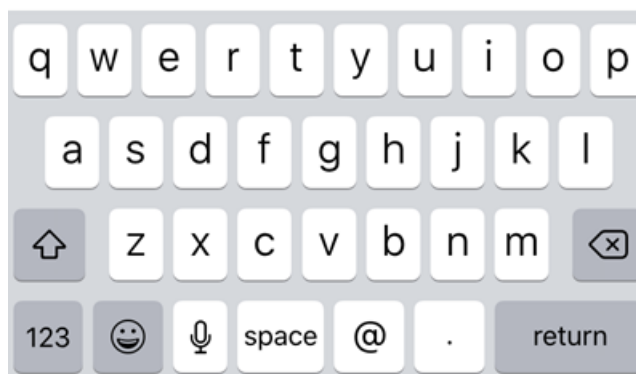 q w e r t y u i o p
a s d f g h j k l
z x c v b n m
123 space @ . return